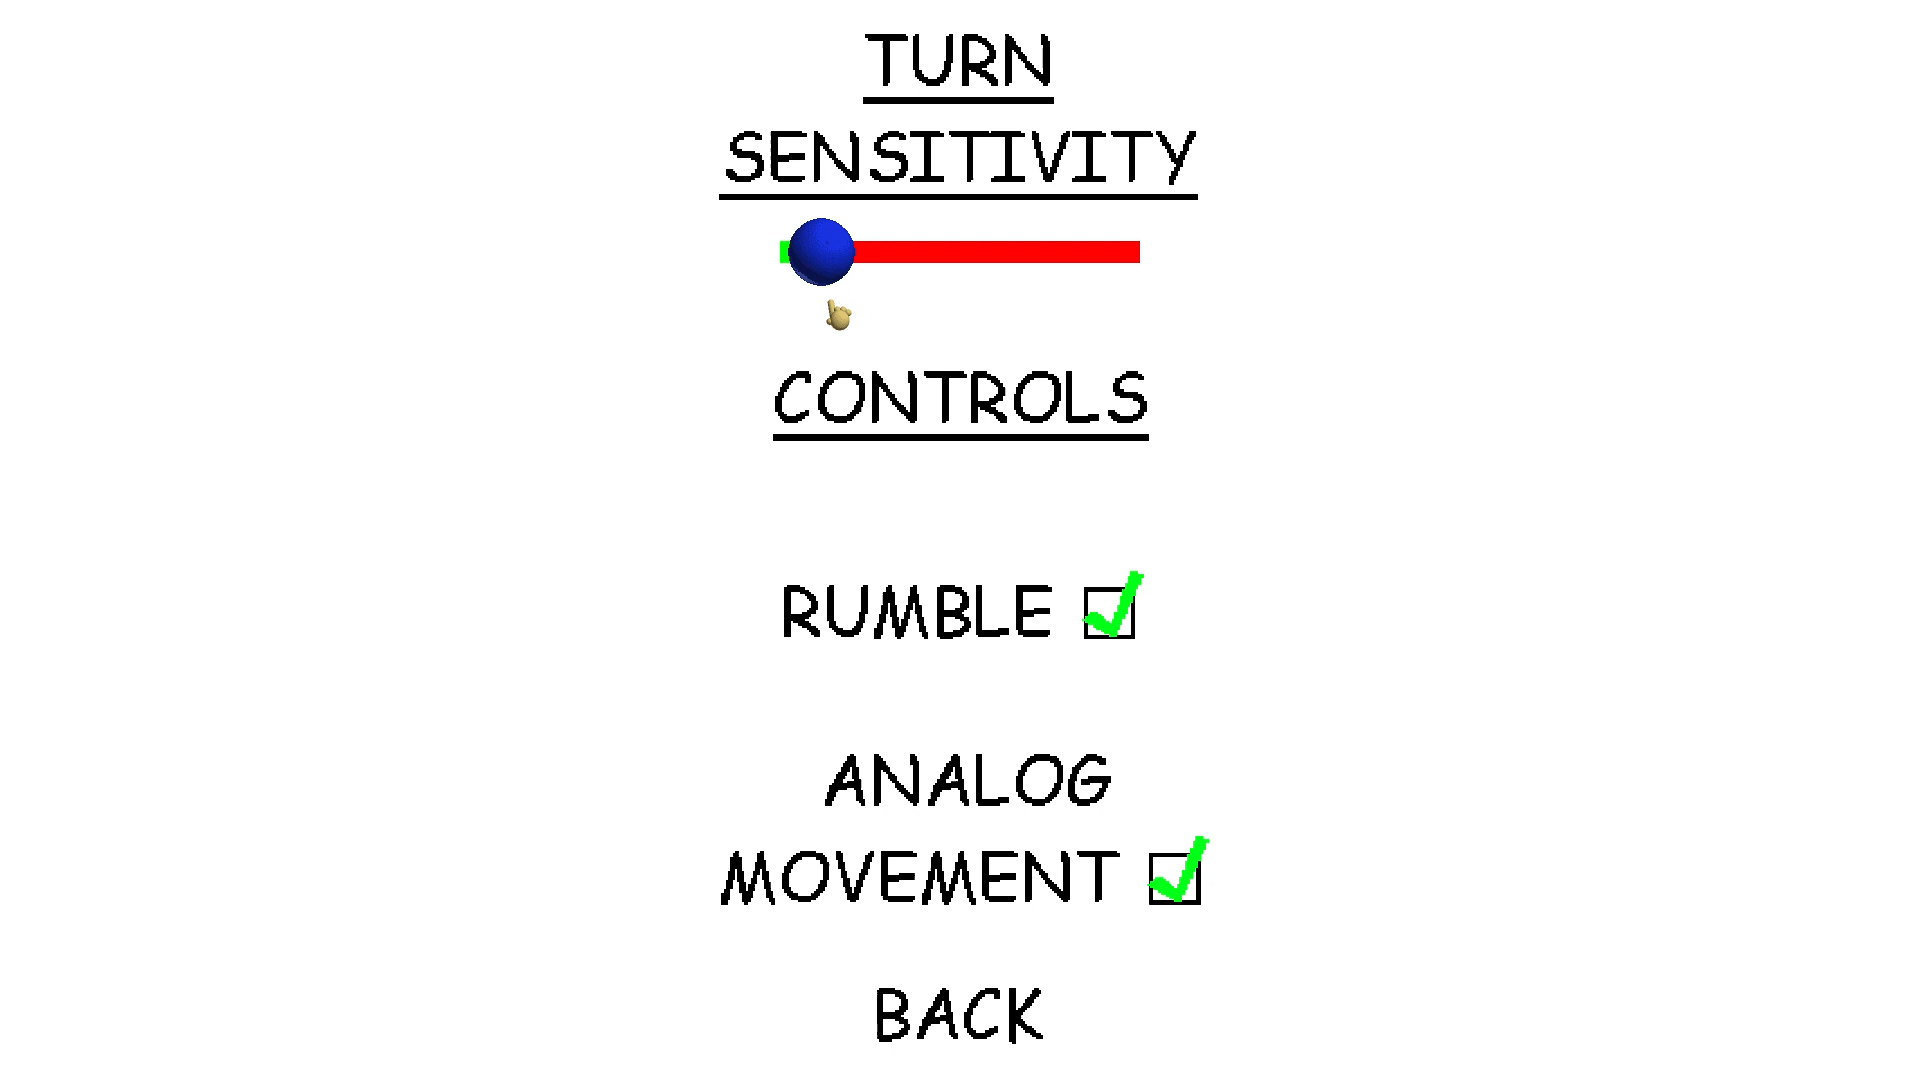 TURN
SENSITIVITY
CONTROLS
RUMBLE
ANALOG
MOVEMENT
BACK